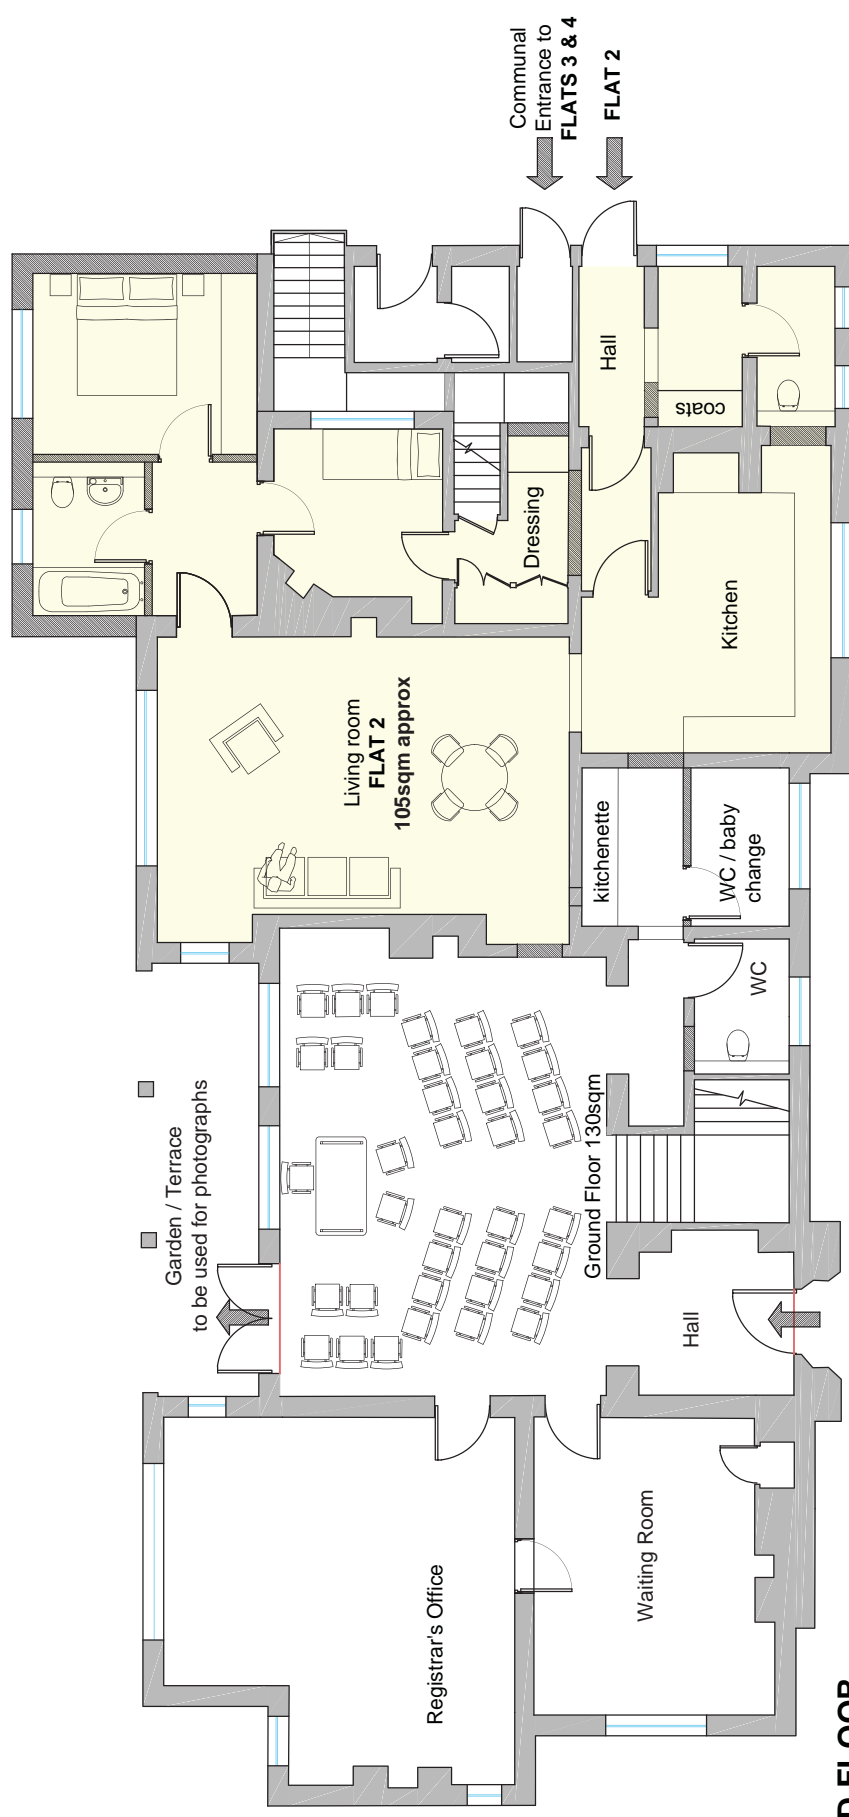 Garden / Terrace
to be used for photographs
Living room
FLAT 2
105sqm approx
Registrar's Office
Communal
Entrance to
FLATS 3 & 4
Dressing
Ground Floor 130sqm
kitchenette
Hall
FLAT 2
Waiting Room
Hall
WC
WC / baby
change
Kitchen
coats
D FLOOR